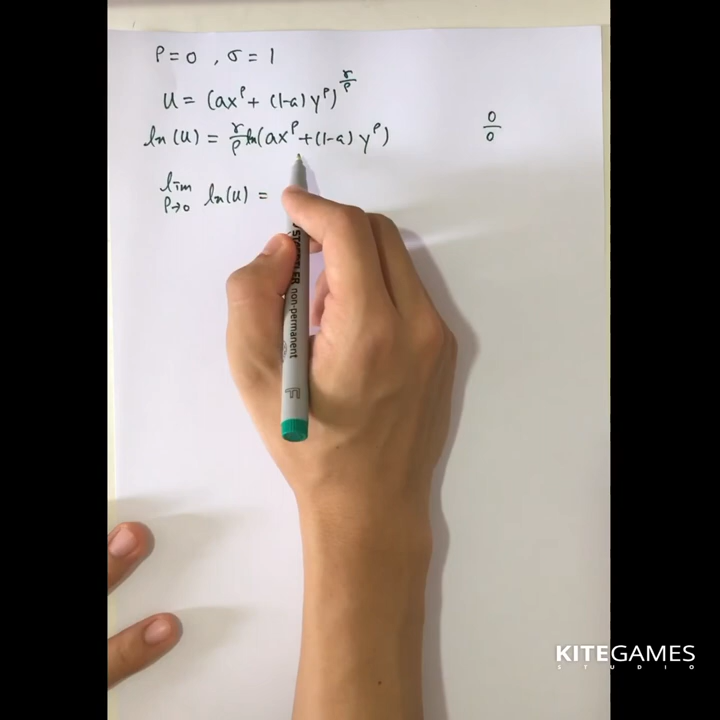 ρ=0 , σ=1
u = (ax^ρ + (1-a) y^ρ)^(r/ρ)
ln(u) = r/ρ ln(ax^ρ + (1-a) y^ρ)
0/0
lim ρ→0 ln(u) =
STAEDTLER non-permanent
F
KITEGAMES
STUDIO